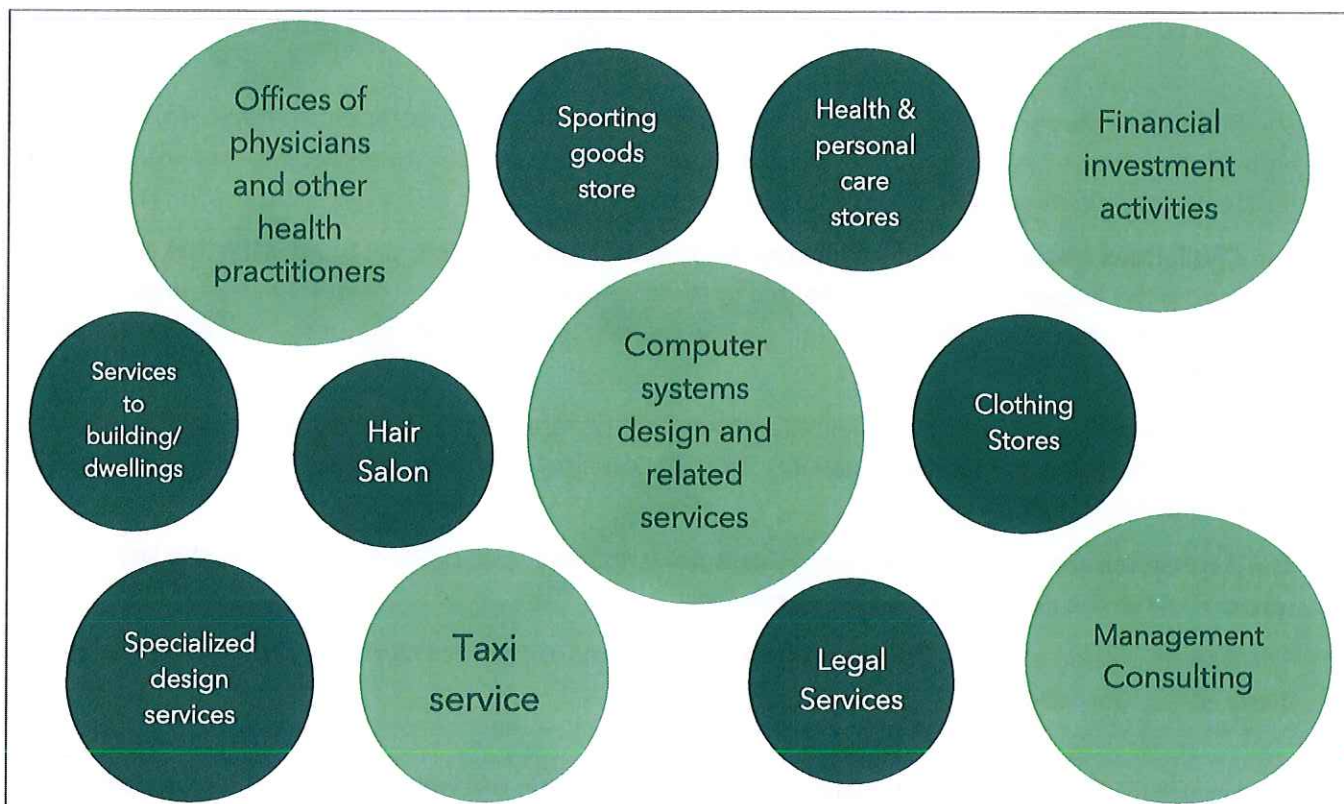 Offices of
physicians
and other
health
practitioners
Sporting
goods
store
Health &
personal
care
stores
Financial
investment
activities
Services
to
building/
dwellings
Hair
Salon
Computer
systems
design and
related
services
Clothing
Stores
Specialized
design
services
Taxi
service
Legal
Services
Management
Consulting